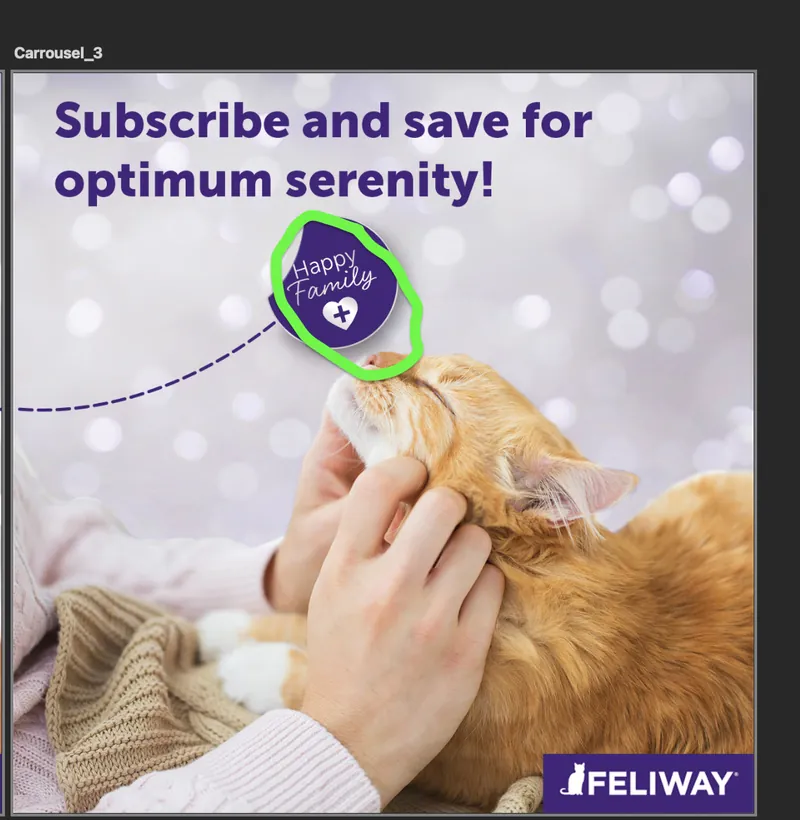 Carrousel_3
Subscribe and save for
optimum serenity!
Happy
Family
FELIWAY®